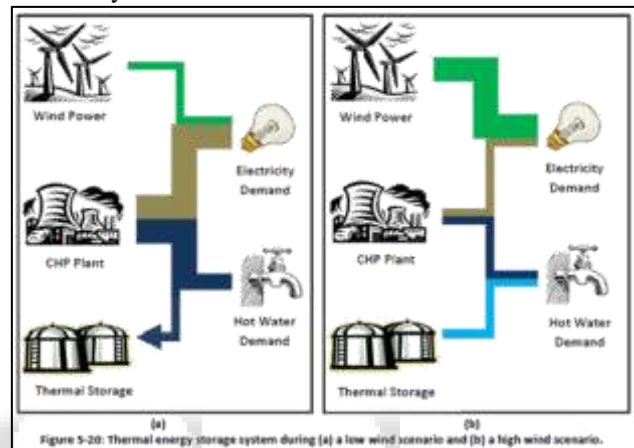 Wind Power
Electricity
Demand
CHP Plant
Hot Water
Demand
Thermal Storage
(a)
Wind Power
Electricity
Demand
CHP Plant
Hot Water
Demand
Thermal Storage
(b)
Figure 5-20: Thermal energy storage system during (a) a low wind scenario and (b) a high wind scenario.